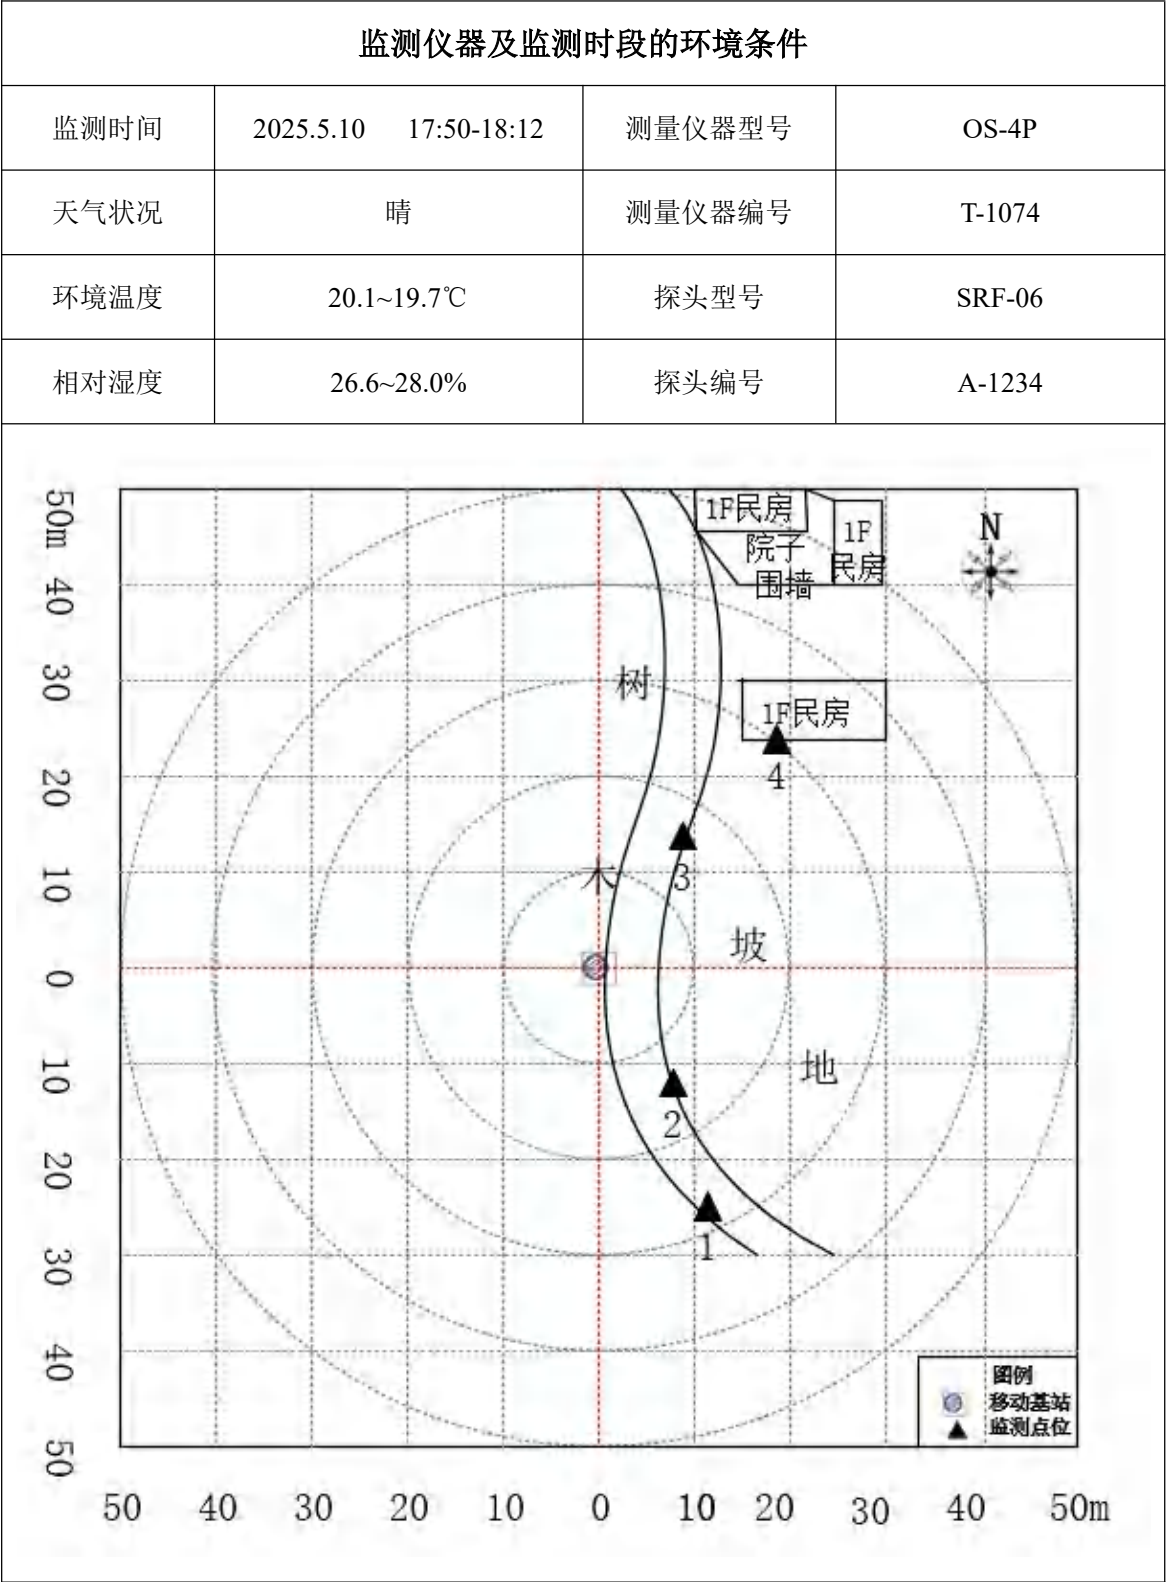 监测仪器及监测时段的环境条件
监测时间 2025.5.10 17:50-18:12 测量仪器型号 OS-4P
天气状况 晴 测量仪器编号 T-1074
环境温度 20.1~19.7℃ 探头型号 SRF-06
相对湿度 26.6~28.0% 探头编号 A-1234
50m
40
30
20
10
0
10
20
30
40
50
1F民房
院子
围墙
1F
民房
N
树
1F民房
4
木
3
坡
地
2
1
图例
移动基站
监测点位
50 40 30 20 10 0 10 20 30 40 50m